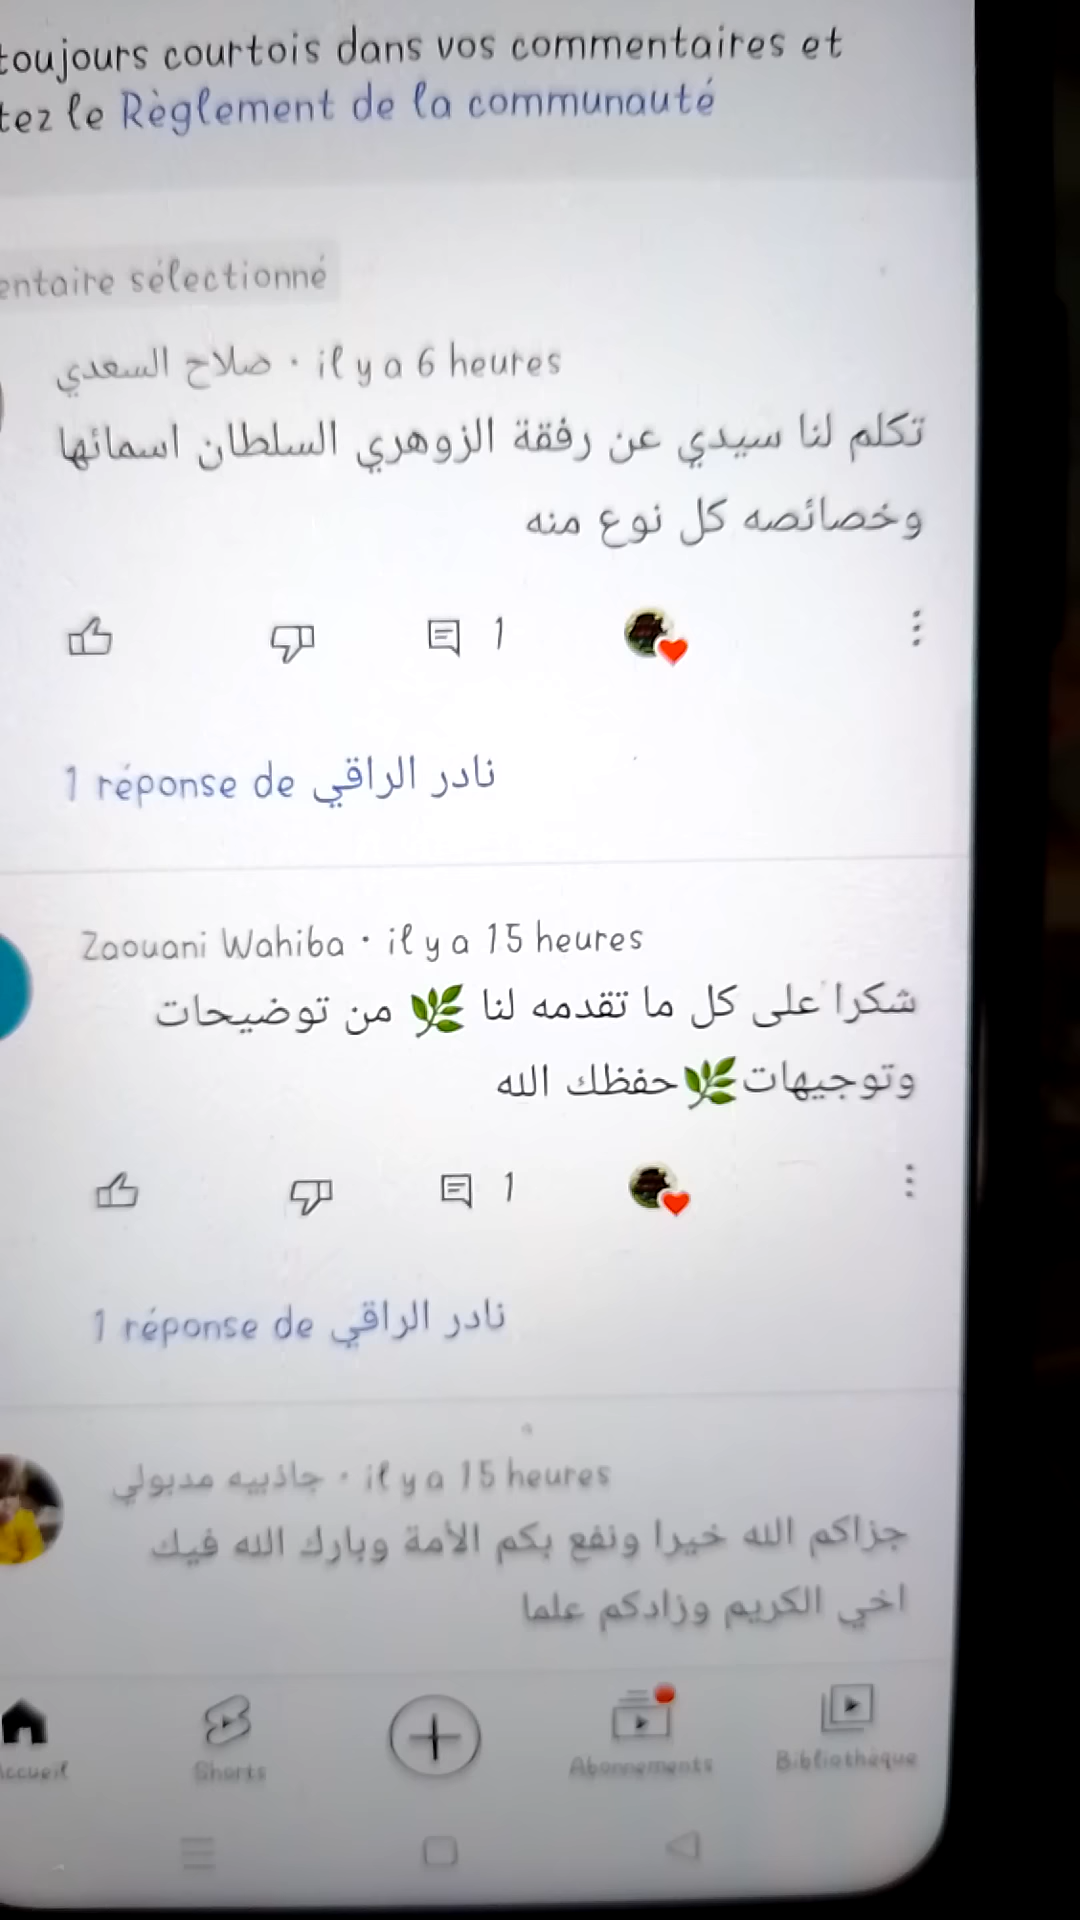 toujours courtois dans vos commentaires et
tez le Règlement de la communauté
entaire sélectionné
صلاح السعدي · il y a 6 heures
تكلم لنا سيدي عن رفقة الزوهري السلطان اسمائها
وخصائصه كل نوع منه
1
1 réponse de نادر الراقي
Zaouani Wahiba · il y a 15 heures
شكرا على كل ما تقدمه لنا 🌿 من توضيحات
وتوجيهات🌿حفظك الله
1
1 réponse de نادر الراقي
جاذبيه مدبولي · il y a 15 heures
جزاكم الله خيرا ونفع بكم الأمة وبارك الله فيك
اخي الكريم وزادكم علما
Accueil Shorts Abonnements Bibliothèque